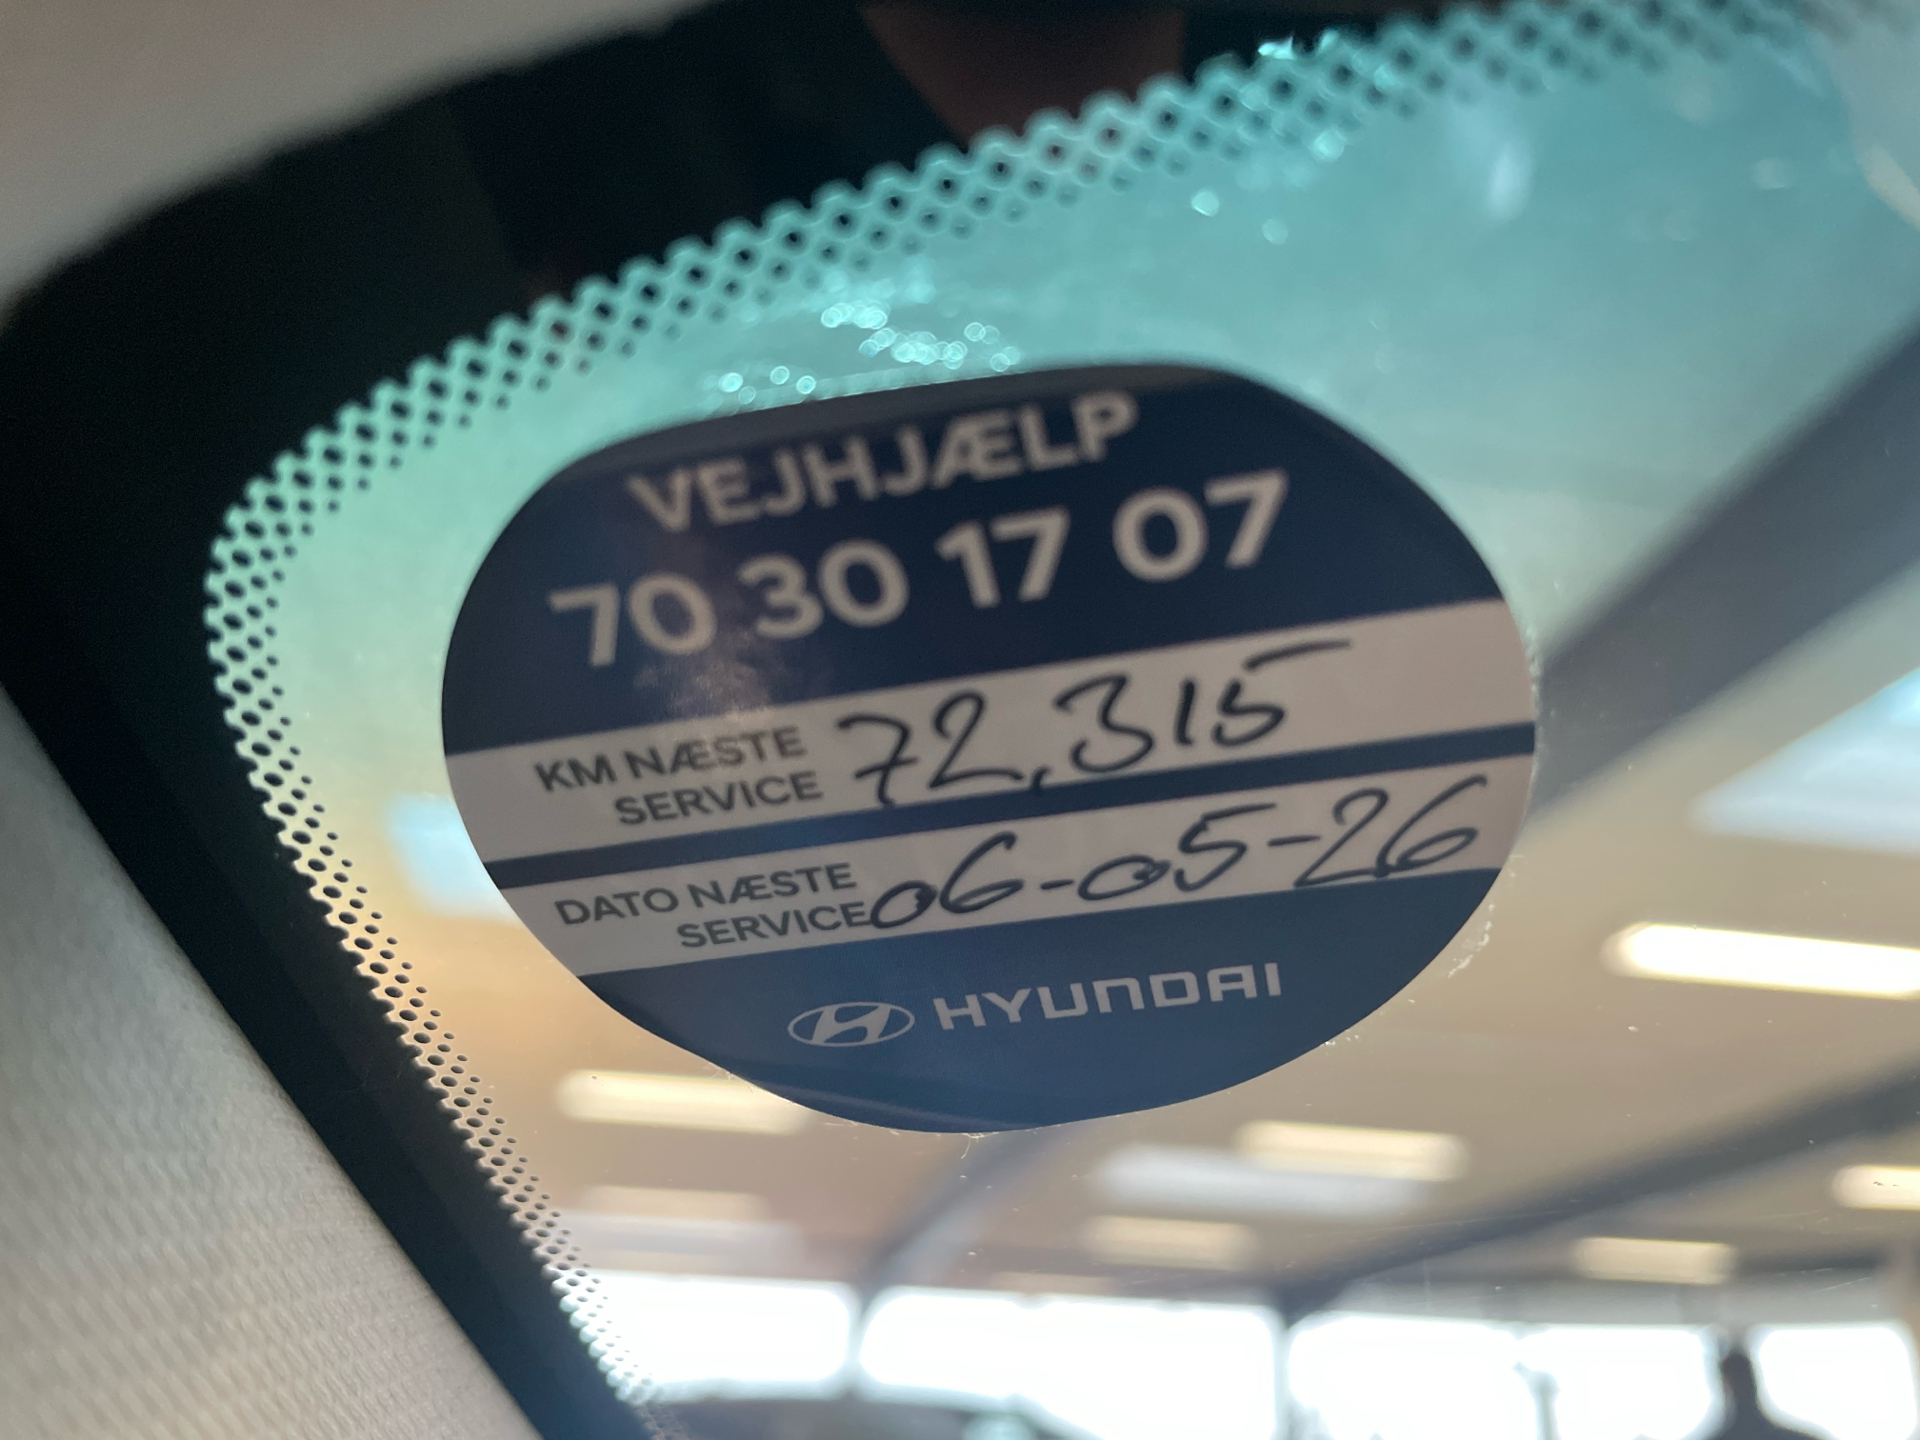 VEJHJÆLP
70 30 17 07
KM NÆSTE
SERVICE 72,315
DATO NÆSTE
SERVICE 06-05-26
HYUNDAI